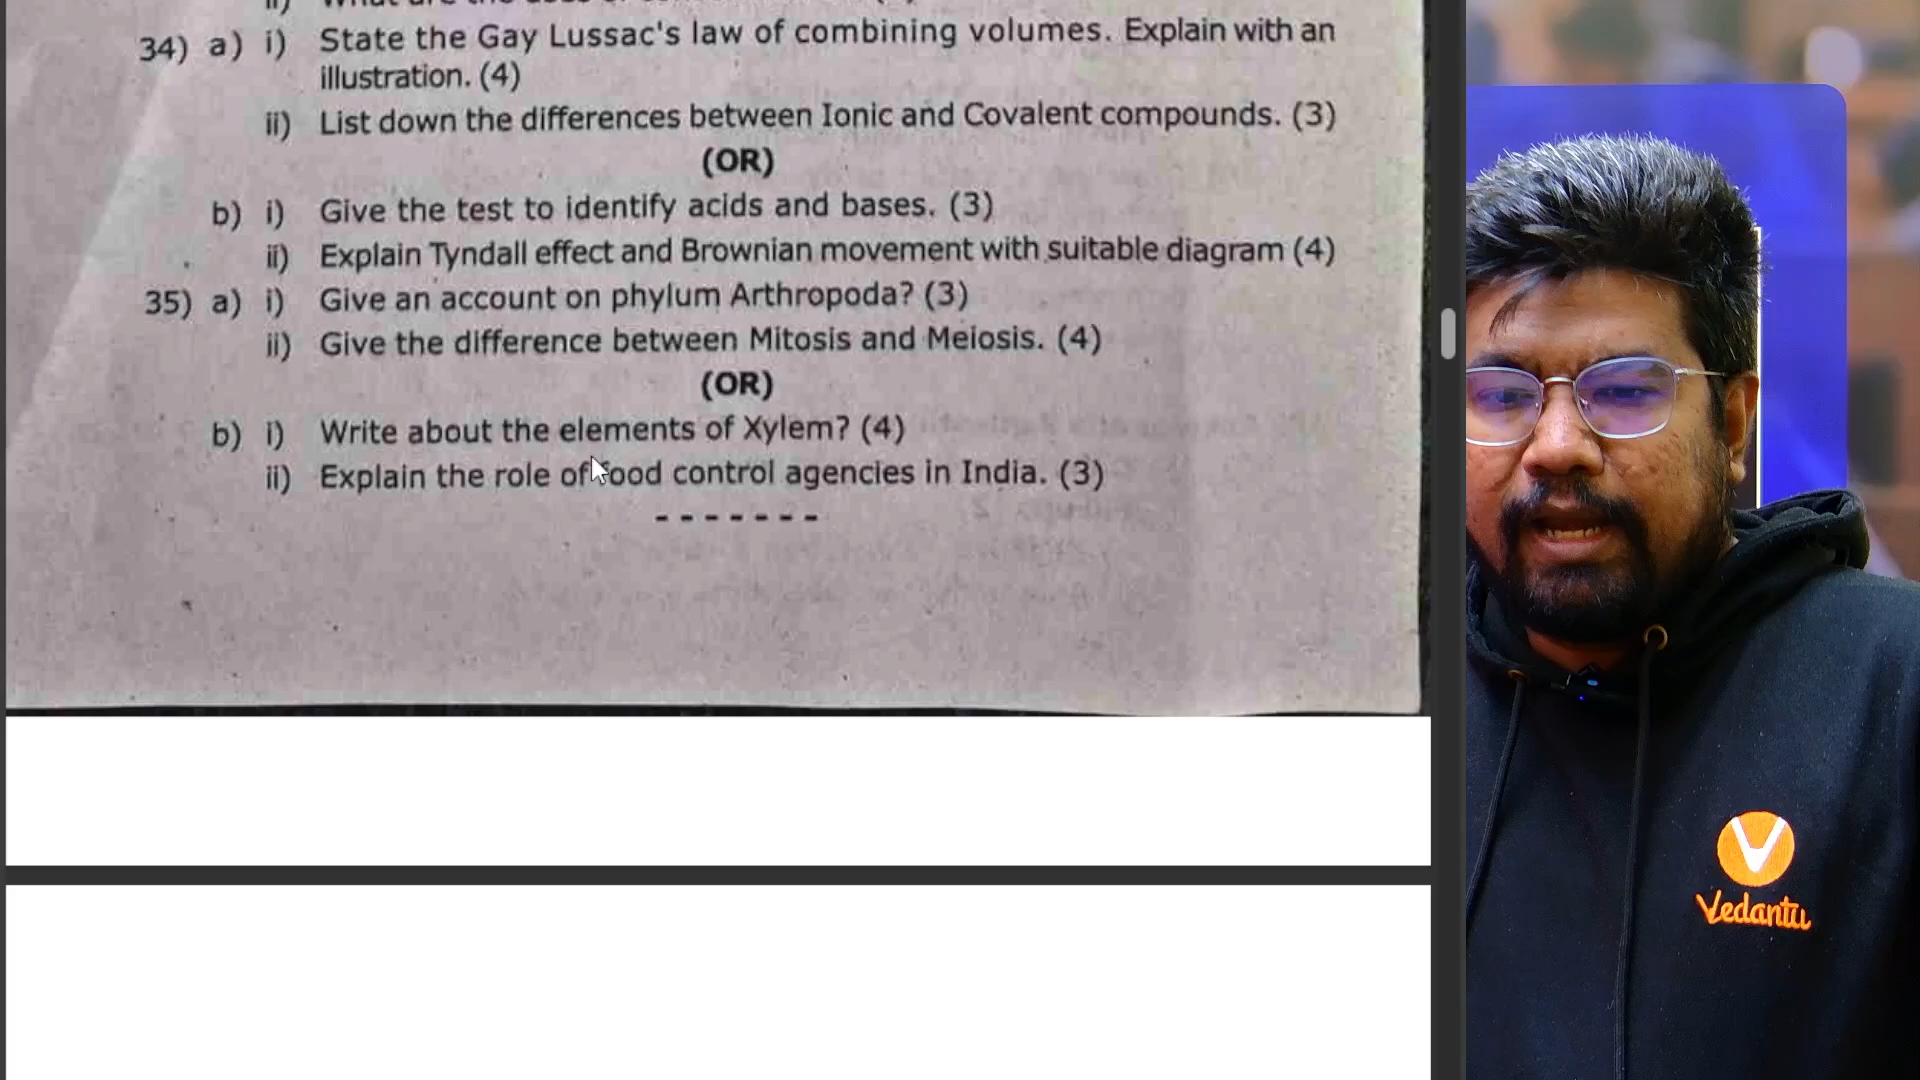 34) a) i) State the Gay Lussac's law of combining volumes. Explain with an
illustration. (4)
ii) List down the differences between Ionic and Covalent compounds. (3)
(OR)
b) i) Give the test to identify acids and bases. (3)
ii) Explain Tyndall effect and Brownian movement with suitable diagram (4)
35) a) i) Give an account on phylum Arthropoda? (3)
ii) Give the difference between Mitosis and Meiosis. (4)
(OR)
b) i) Write about the elements of Xylem? (4)
ii) Explain the role of food control agencies in India. (3)
-------
Vedantu